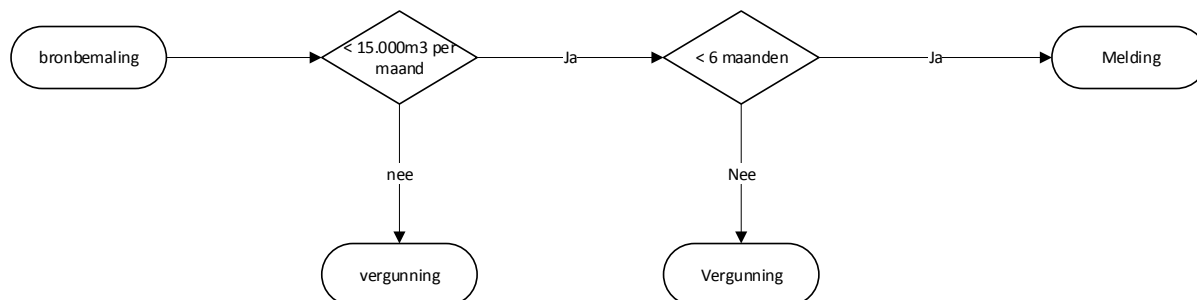 bronbemaling
< 15.000m3 per
maand
Ja
< 6 maanden
Ja
Melding
nee
Nee
vergunning
Vergunning